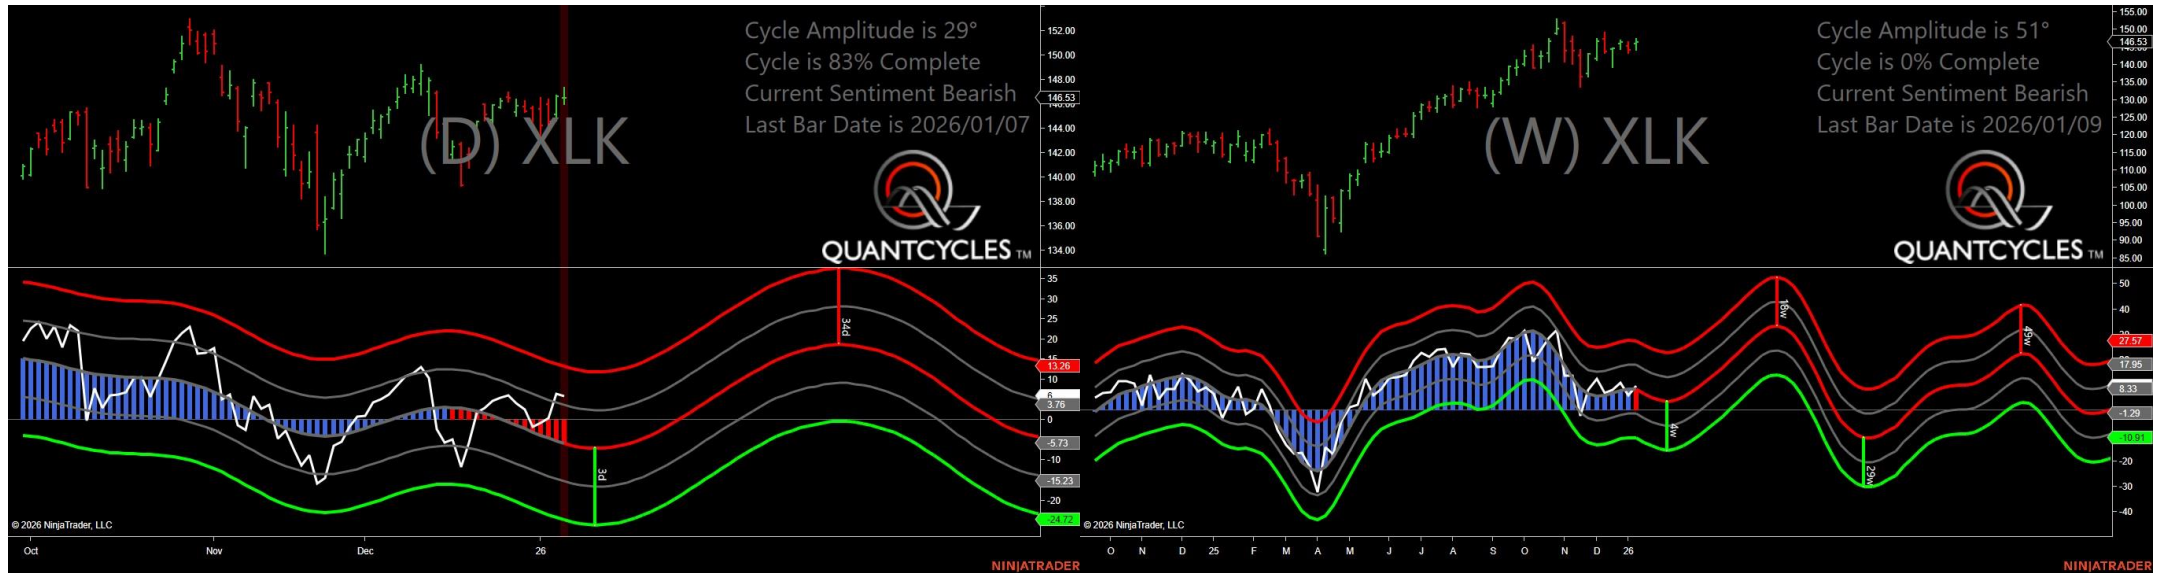 Cycle Amplitude is 29°
Cycle is 83% Complete
Current Sentiment Bearish
Last Bar Date is 2026/01/07
(D) XLK
QUANTCYCLES TM
152.00
150.00
148.00
146.53
144.00
142.00
140.00
138.00
136.00
134.00
35
30
25
20
13.26
10
3.76
0
-5.73
-10
-15.23
-20
-24.72
34d
3d
© 2026 NinjaTrader, LLC
Oct
Nov
Dec
26
NINJATRADER
Cycle Amplitude is 51°
Cycle is 0% Complete
Current Sentiment Bearish
Last Bar Date is 2026/01/09
(W) XLK
QUANTCYCLES TM
155.00
150.00
146.53
140.00
135.00
130.00
125.00
120.00
115.00
110.00
105.00
100.00
95.00
90.00
85.00
50
40
27.57
17.95
8.33
-1.29
-10.91
-20
-30
-40
4w
18w
29w
49w
© 2026 NinjaTrader, LLC
O N D 25 F M A M J J A S O N D 26
NINJATRADER